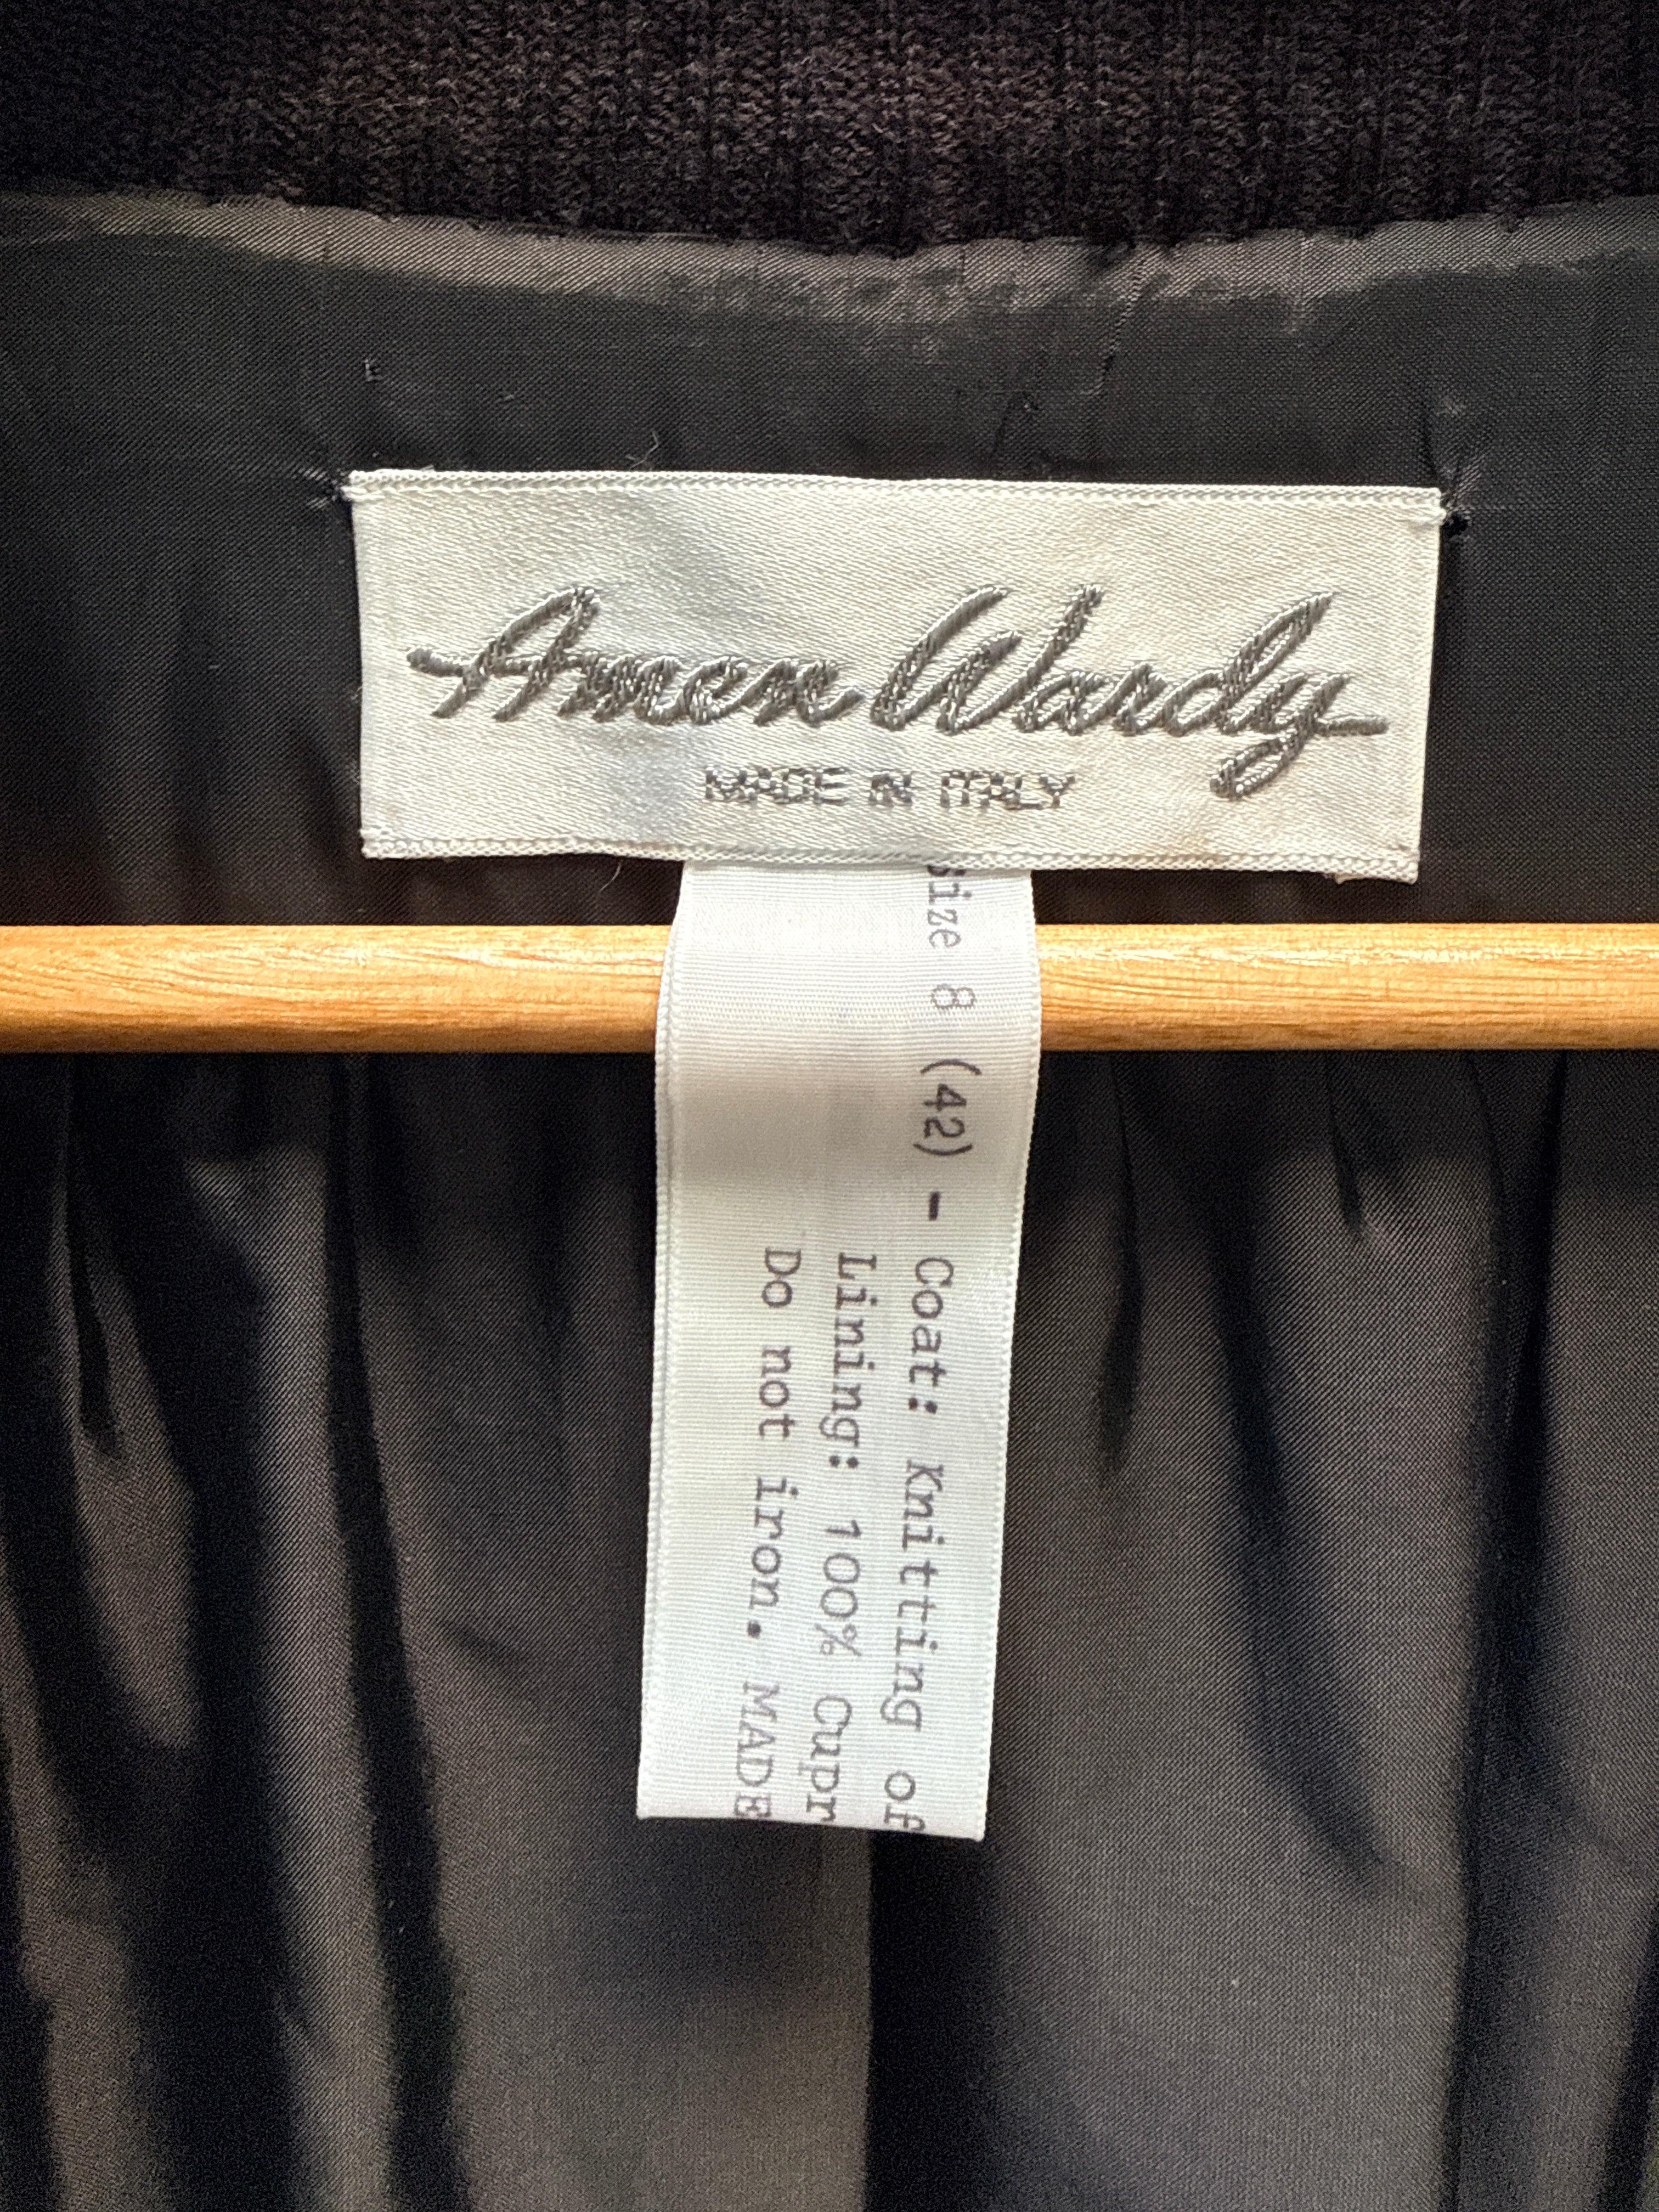 Amen Wardy
MADE IN ITALY
size 8 (42) - Coat: Knitting of
Lining: 100% Cupr
Do not iron. MADE